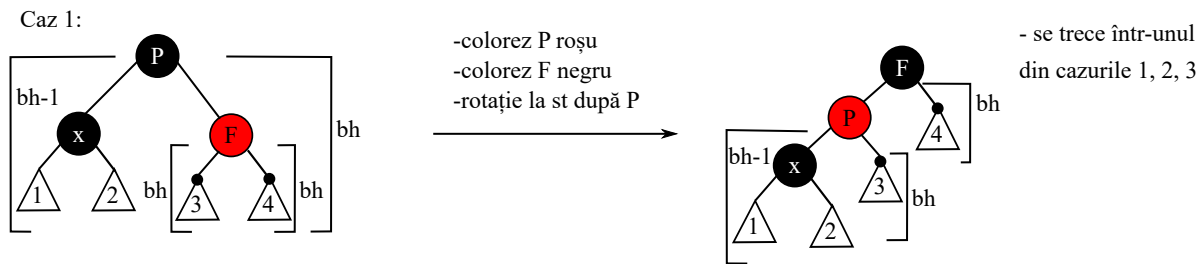 Caz 1:
P
bh-1
x
F
bh
1
2
bh
3
4
bh
-colorez P roșu
-colorez F negru
-rotație la st după P
F
P
bh
4
bh-1
x
3
bh
1
2
- se trece într-unul
din cazurile 1, 2, 3